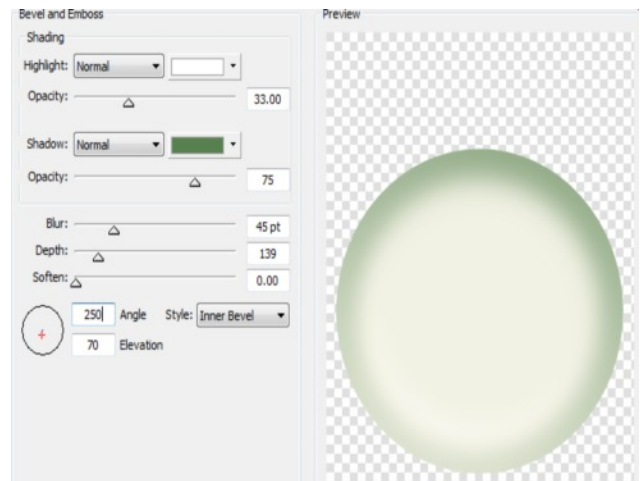 Bevel and Emboss
Preview
Shading
Highlight: Normal
Opacity: 33.00
Shadow: Normal
Opacity: 75
Blur: 45 pt
Depth: 139
Soften: 0.00
250 Angle Style: Inner Bevel
70 Elevation